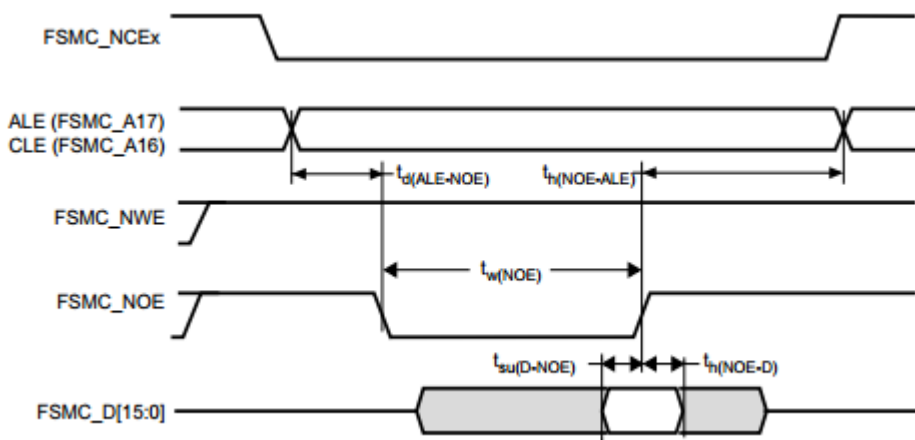 FSMC_NCEx
ALE (FSMC_A17)
CLE (FSMC_A16)
td(ALE-NOE)
th(NOE-ALE)
FSMC_NWE
tw(NOE)
FSMC_NOE
tsu(D-NOE)
th(NOE-D)
FSMC_D[15:0]